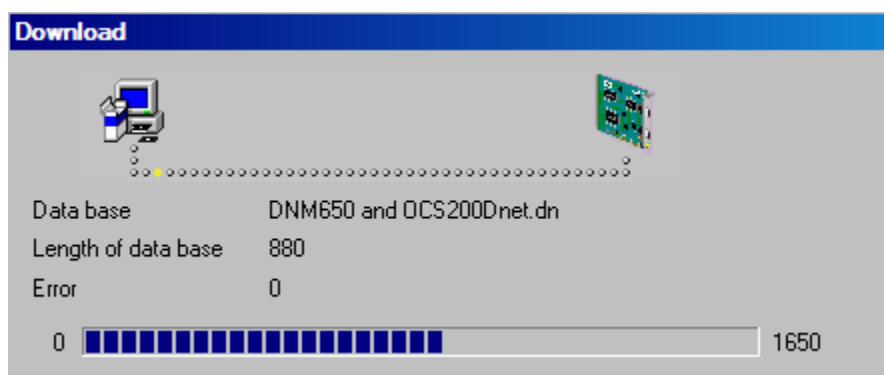 Download
Data base DNM650 and OCS200Dnet.dn
Length of data base 880
Error 0
0 1650